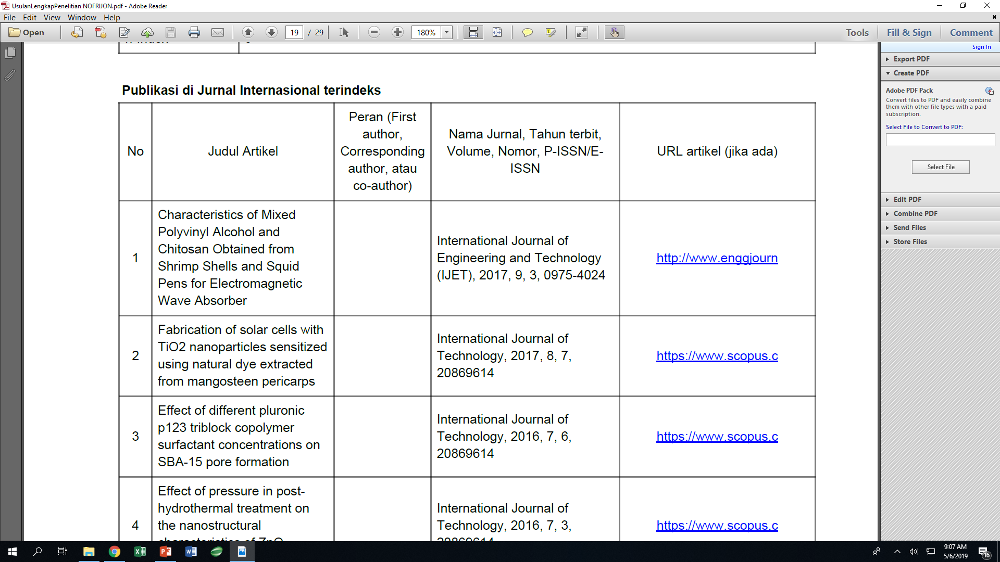 UsulanLengkapPenelitian NOFRIJON.pdf - Adobe Reader
File Edit View Window Help
Open
19 / 29
180%
Tools Fill & Sign Comment
Publikasi di Jurnal Internasional terindeks
No
Judul Artikel
Peran (First
author,
Corresponding
author, atau
co-author)
Nama Jurnal, Tahun terbit,
Volume, Nomor, P-ISSN/E-
ISSN
URL artikel (jika ada)
1
Characteristics of Mixed
Polyvinyl Alcohol and
Chitosan Obtained from
Shrimp Shells and Squid
Pens for Electromagnetic
Wave Absorber
International Journal of
Engineering and Technology
(IJET), 2017, 9, 3, 0975-4024
http://www.enggjourn
2
Fabrication of solar cells with
TiO2 nanoparticles sensitized
using natural dye extracted
from mangosteen pericarps
International Journal of
Technology, 2017, 8, 7,
20869614
https://www.scopus.c
3
Effect of different pluronic
p123 triblock copolymer
surfactant concentrations on
SBA-15 pore formation
International Journal of
Technology, 2016, 7, 6,
20869614
https://www.scopus.c
4
Effect of pressure in post-
hydrothermal treatment on
the nanostructural
characteristics of ZnO
International Journal of
Technology, 2016, 7, 3,
20869614
https://www.scopus.c
Sign In
Export PDF
Create PDF
Adobe PDF Pack
Convert files to PDF and easily combine
them with other file types with a paid
subscription.
Select File to Convert to PDF:
Select File
Edit PDF
Combine PDF
Send Files
Store Files
9:07 AM
5/6/2019
16